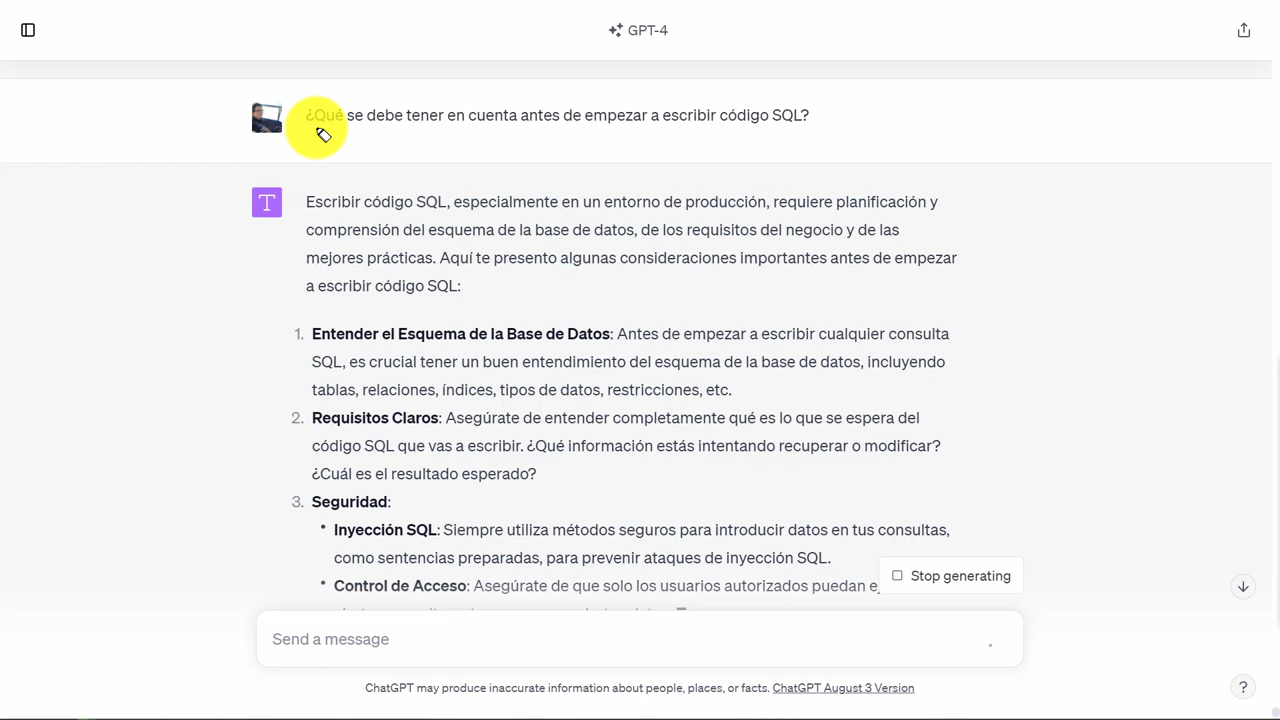 GPT-4
¿Qué se debe tener en cuenta antes de empezar a escribir código SQL?
T
Escribir código SQL, especialmente en un entorno de producción, requiere planificación y
comprensión del esquema de la base de datos, de los requisitos del negocio y de las
mejores prácticas. Aquí te presento algunas consideraciones importantes antes de empezar
a escribir código SQL:
1. Entender el Esquema de la Base de Datos: Antes de empezar a escribir cualquier consulta
SQL, es crucial tener un buen entendimiento del esquema de la base de datos, incluyendo
tablas, relaciones, índices, tipos de datos, restricciones, etc.
2. Requisitos Claros: Asegúrate de entender completamente qué es lo que se espera del
código SQL que vas a escribir. ¿Qué información estás intentando recuperar o modificar?
¿Cuál es el resultado esperado?
3. Seguridad:
• Inyección SQL: Siempre utiliza métodos seguros para introducir datos en tus consultas,
como sentencias preparadas, para prevenir ataques de inyección SQL.
• Control de Acceso: Asegúrate de que solo los usuarios autorizados puedan
Stop generating
Send a message
ChatGPT may produce inaccurate information about people, places, or facts. ChatGPT August 3 Version
?